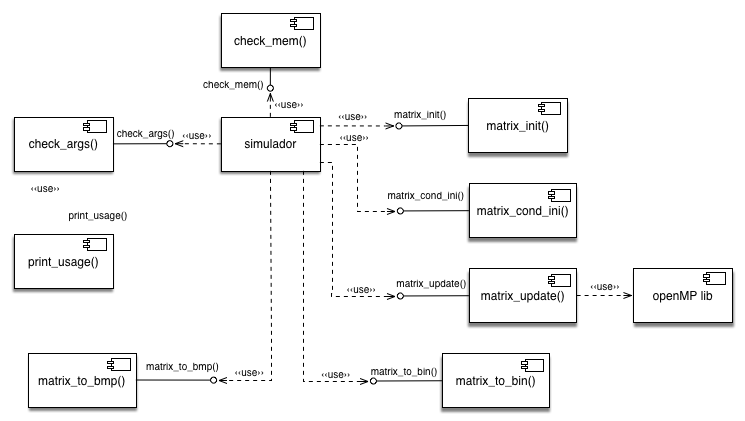 check_mem()
check_mem()
‹‹use››
check_args()
check_args()
‹‹use››
simulador
‹‹use››
matrix_init()
matrix_init()
‹‹use››
‹‹use››
print_usage()
print_usage()
matrix_cond_ini()
matrix_cond_ini()
‹‹use››
matrix_update()
matrix_update()
‹‹use››
openMP lib
matrix_to_bmp()
matrix_to_bmp()
‹‹use››
‹‹use››
matrix_to_bin()
matrix_to_bin()